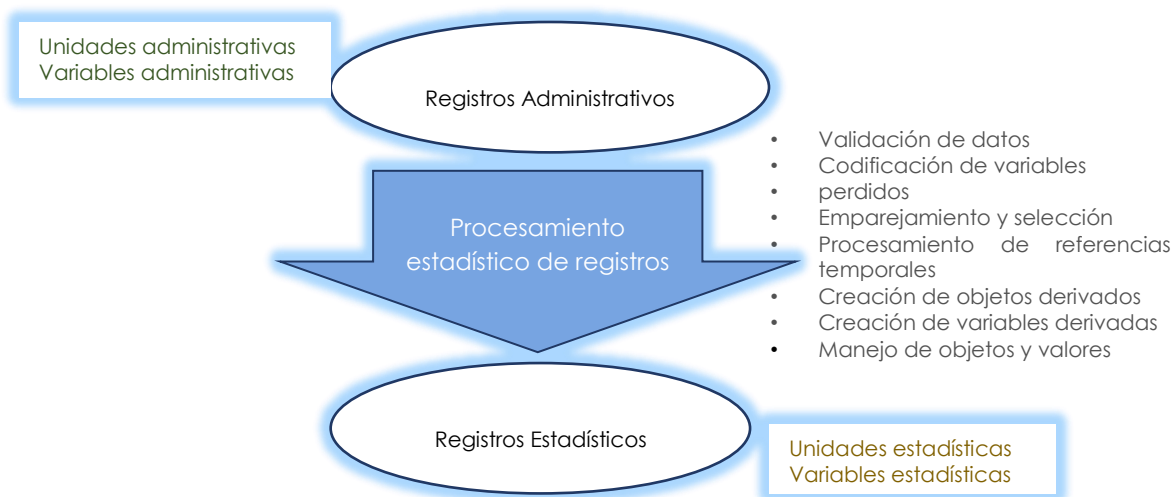 Unidades administrativas
Variables administrativas
Registros Administrativos
Procesamiento
estadístico de registros
• Validación de datos
• Codificación de variables
• perdidos
• Emparejamiento y selección
• Procesamiento de referencias
temporales
• Creación de objetos derivados
• Creación de variables derivadas
• Manejo de objetos y valores
Registros Estadísticos
Unidades estadísticas
Variables estadísticas